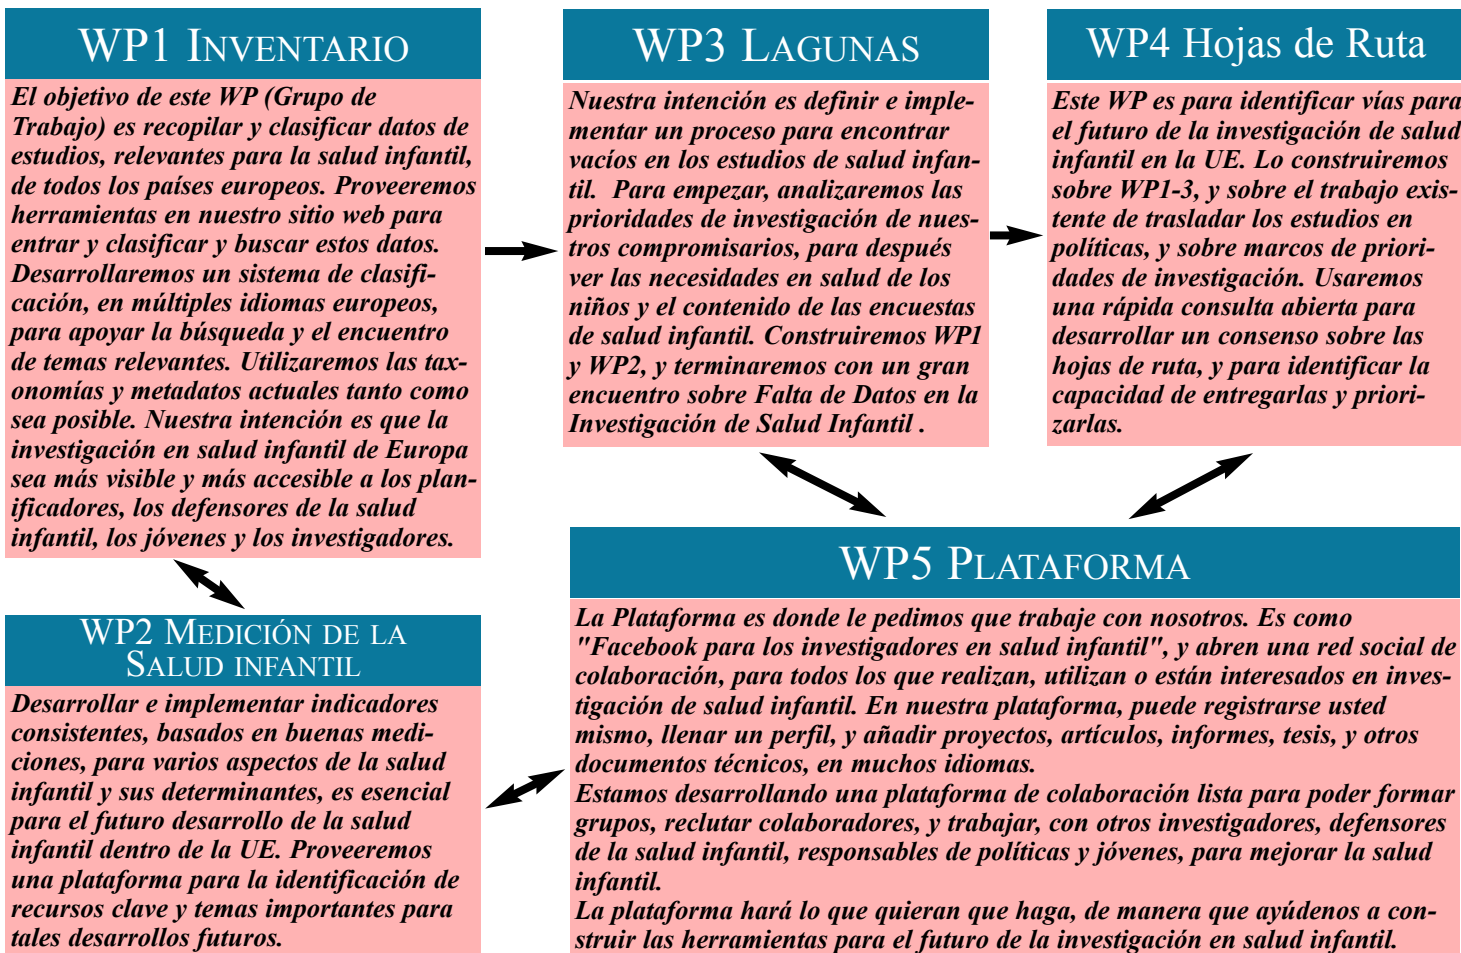 WP1 Inventario
El objetivo de este WP (Grupo de
Trabajo) es recopilar y clasificar datos de
estudios, relevantes para la salud infantil,
de todos los países europeos. Proveeremos
herramientas en nuestro sitio web para
entrar y clasificar y buscar estos datos.
Desarrollaremos un sistema de clasifi-
cación, en múltiples idiomas europeos,
para apoyar la búsqueda y el encuentro
de temas relevantes. Utilizaremos las tax-
onomías y metadatos actuales tanto como
sea posible. Nuestra intención es que la
investigación en salud infantil de Europa
sea más visible y más accesible a los plan-
ificadores, los defensores de la salud
infantil, los jóvenes y los investigadores.
WP2 Medición de la
Salud infantil
Desarrollar e implementar indicadores
consistentes, basados en buenas medi-
ciones, para varios aspectos de la salud
infantil y sus determinantes, es esencial
para el futuro desarrollo de la salud
infantil dentro de la UE. Proveeremos
una plataforma para la identificación de
recursos clave y temas importantes para
tales desarrollos futuros.
WP3 Lagunas
Nuestra intención es definir e imple-
mentar un proceso para encontrar
vacíos en los estudios de salud infan-
til.  Para empezar, analizaremos las
prioridades de investigación de nues-
tros compromisarios, para después
ver las necesidades en salud de los
niños y el contenido de las encuestas
de salud infantil. Construiremos WP1
y WP2, y terminaremos con un gran
encuentro sobre Falta de Datos en la
Investigación de Salud Infantil .
WP4 Hojas de Ruta
Este WP es para identificar vías para
el futuro de la investigación de salud
infantil en la UE. Lo construiremos
sobre WP1-3, y sobre el trabajo exis-
tente de trasladar los estudios en
políticas, y sobre marcos de priori-
dades de investigación. Usaremos
una rápida consulta abierta para
desarrollar un consenso sobre las
hojas de ruta, y para identificar la
capacidad de entregarlas y priori-
zarlas.
WP5 Plataforma
La Plataforma es donde le pedimos que trabaje con nosotros. Es como
"Facebook para los investigadores en salud infantil", y abren una red social de
colaboración, para todos los que realizan, utilizan o están interesados en inves-
tigación de salud infantil. En nuestra plataforma, puede registrarse usted
mismo, llenar un perfil, y añadir proyectos, artículos, informes, tesis, y otros
documentos técnicos, en muchos idiomas.
Estamos desarrollando una plataforma de colaboración lista para poder formar
grupos, reclutar colaboradores, y trabajar, con otros investigadores, defensores
de la salud infantil, responsables de políticas y jóvenes, para mejorar la salud
infantil.
La plataforma hará lo que quieran que haga, de manera que ayúdenos a con-
struir las herramientas para el futuro de la investigación en salud infantil.